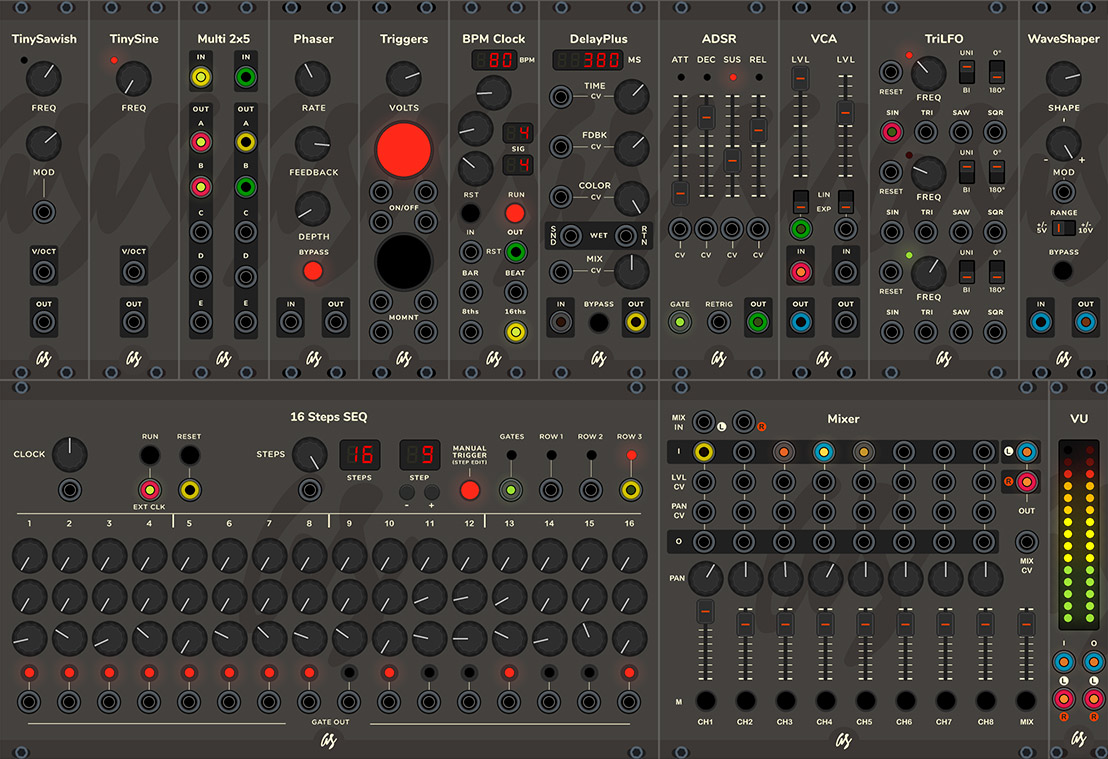 TinySawish
FREQ
MOD
V/OCT
OUT
TinySine
FREQ
V/OCT
OUT
Multi 2x5
IN IN
OUT OUT
A A
B B
C C
D D
E E
Phaser
RATE
FEEDBACK
DEPTH
BYPASS
IN OUT
Triggers
VOLTS
ON/OFF
MOMNT
BPM Clock
80 BPM
4
SIG
4
RST RUN
IN OUT
RST
BAR BEAT
8ths 16ths
DelayPlus
380 MS
TIME
CV
FDBK
CV
COLOR
CV
SND WET RTN
MIX
CV
IN BYPASS OUT
ADSR
ATT DEC SUS REL
CV CV CV CV
GATE RETRIG OUT
VCA
LVL LVL
LIN
EXP
IN IN
OUT OUT
TriLFO
UNI 0°
RESET FREQ BI 180°
SIN TRI SAW SQR
UNI 0°
RESET FREQ BI 180°
SIN TRI SAW SQR
UNI 0°
RESET FREQ BI 180°
SIN TRI SAW SQR
WaveShaper
SHAPE
- +
MOD
RANGE
+/- 5V +/- 10V
BYPASS
IN OUT
16 Steps SEQ
CLOCK
RUN RESET
EXT CLK
STEPS
16
STEPS
9
STEP
- +
MANUAL
TRIGGER
(STEP EDIT)
GATES ROW 1 ROW 2 ROW 3
1 2 3 4 5 6 7 8 9 10 11 12 13 14 15 16
GATE OUT
Mixer
MIX
IN
L R
I L
LVL
CV
R
PAN
CV
OUT
O
MIX
CV
PAN
M
CH1 CH2 CH3 CH4 CH5 CH6 CH7 CH8 MIX
VU
I O
L L
R R